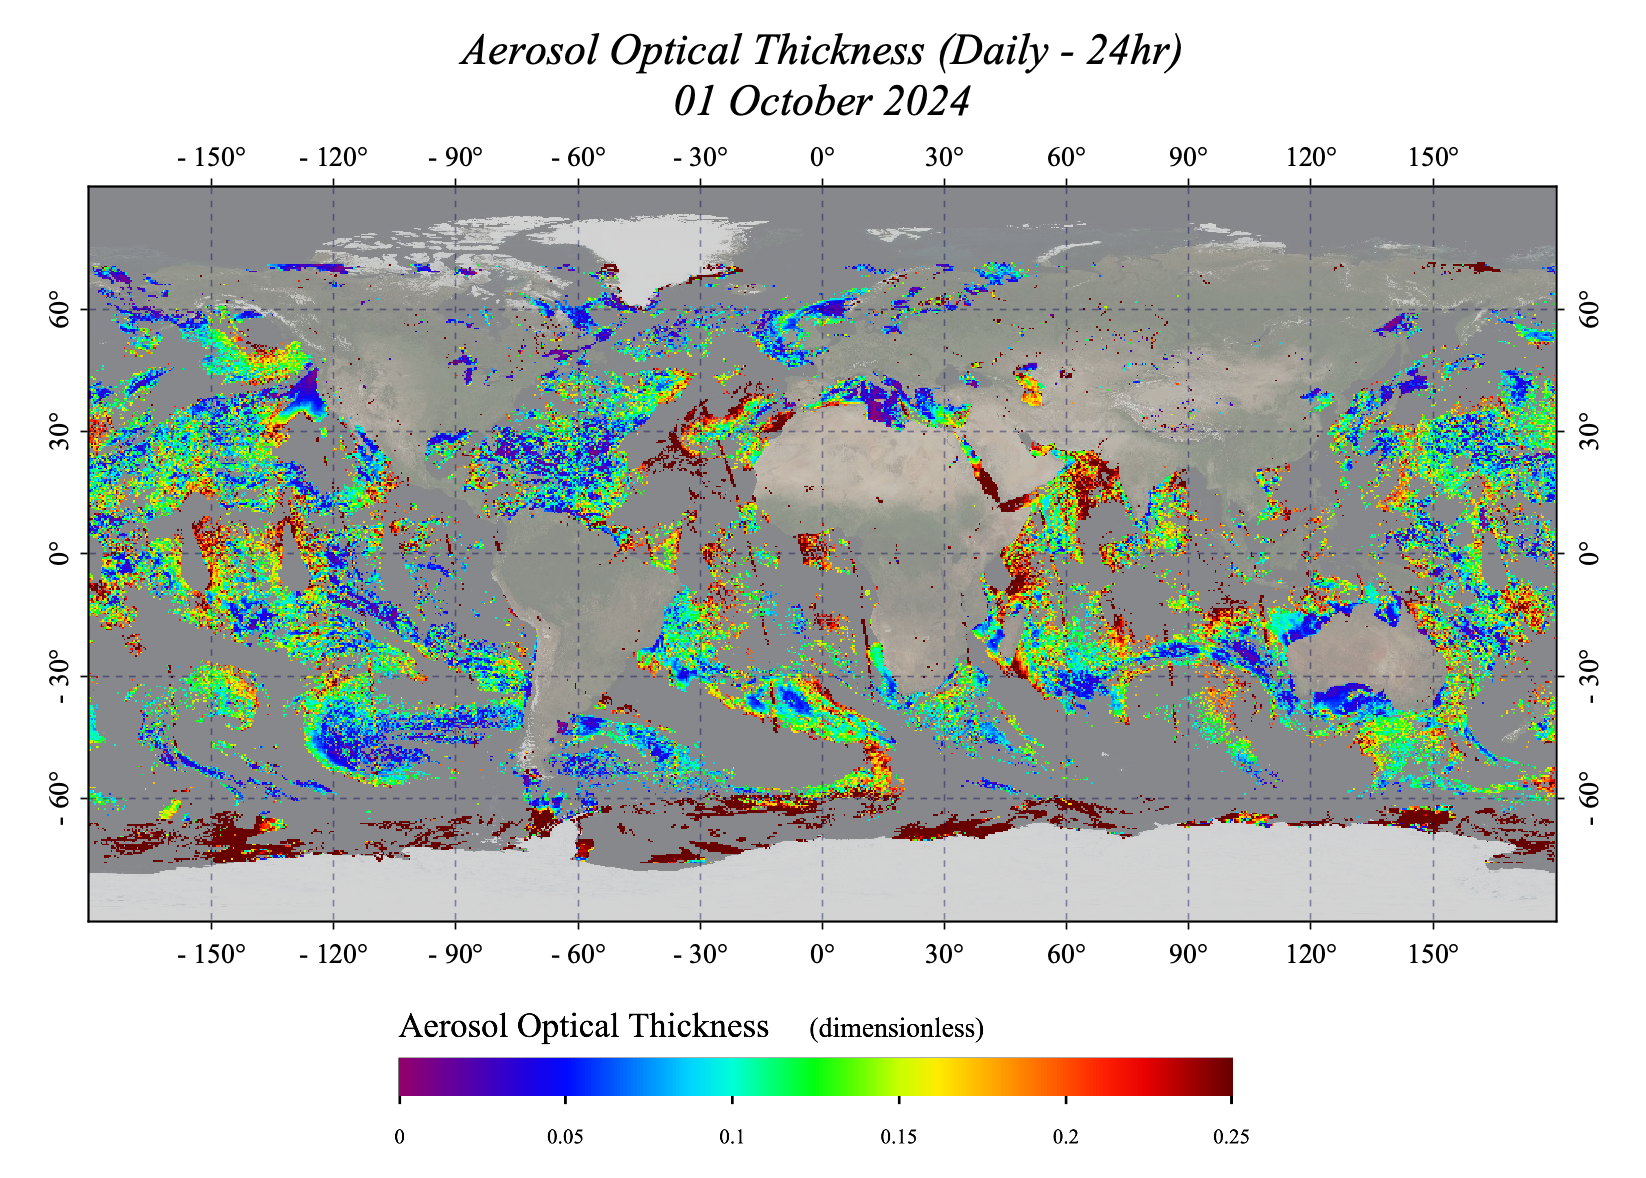 Aerosol Optical Thickness (Daily - 24hr)
01 October 2024
- 150° - 120° - 90° - 60° - 30° 0° 30° 60° 90° 120° 150°
60° 60°
30° 30°
0° 0°
- 30° - 30°
- 60° - 60°
- 150° - 120° - 90° - 60° - 30° 0° 30° 60° 90° 120° 150°
Aerosol Optical Thickness (dimensionless)
0 0.05 0.1 0.15 0.2 0.25